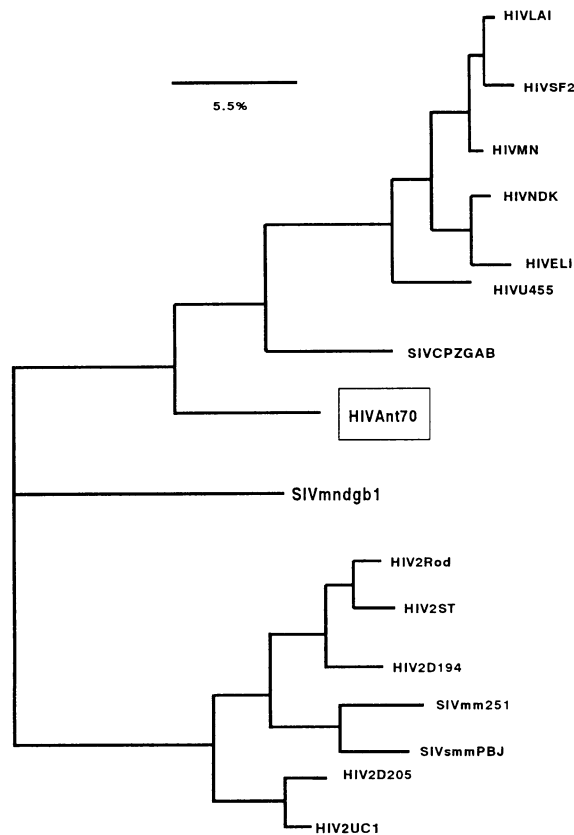 HIVLAI
5.5%
HIVSF2
HIVMN
HIVNDK
HIVELI
HIVU455
SIVCPZGAB
HIVAnt70
SIVmndgb1
HIV2Rod
HIV2ST
HIV2D194
SIVmm251
SIVsmmPBJ
HIV2D205
HIV2UC1